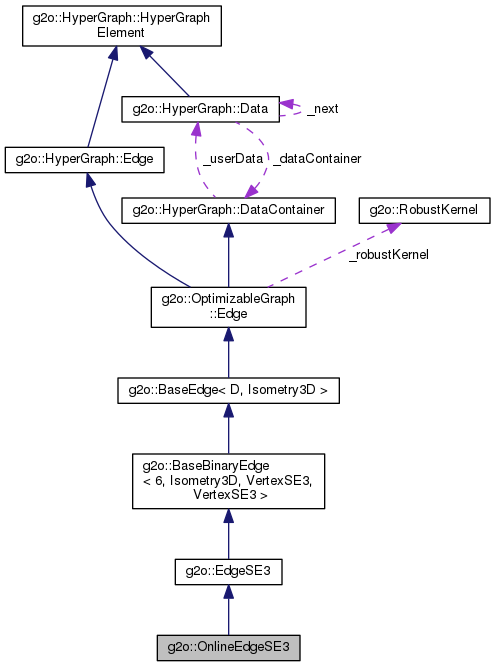 g2o::HyperGraph::HyperGraph
Element
g2o::HyperGraph::Data
_next
g2o::HyperGraph::Edge
_userData
_dataContainer
g2o::HyperGraph::DataContainer
g2o::RobustKernel
_robustKernel
g2o::OptimizableGraph
::Edge
g2o::BaseEdge< D, Isometry3D >
g2o::BaseBinaryEdge
< 6, Isometry3D, VertexSE3,
VertexSE3 >
g2o::EdgeSE3
g2o::OnlineEdgeSE3